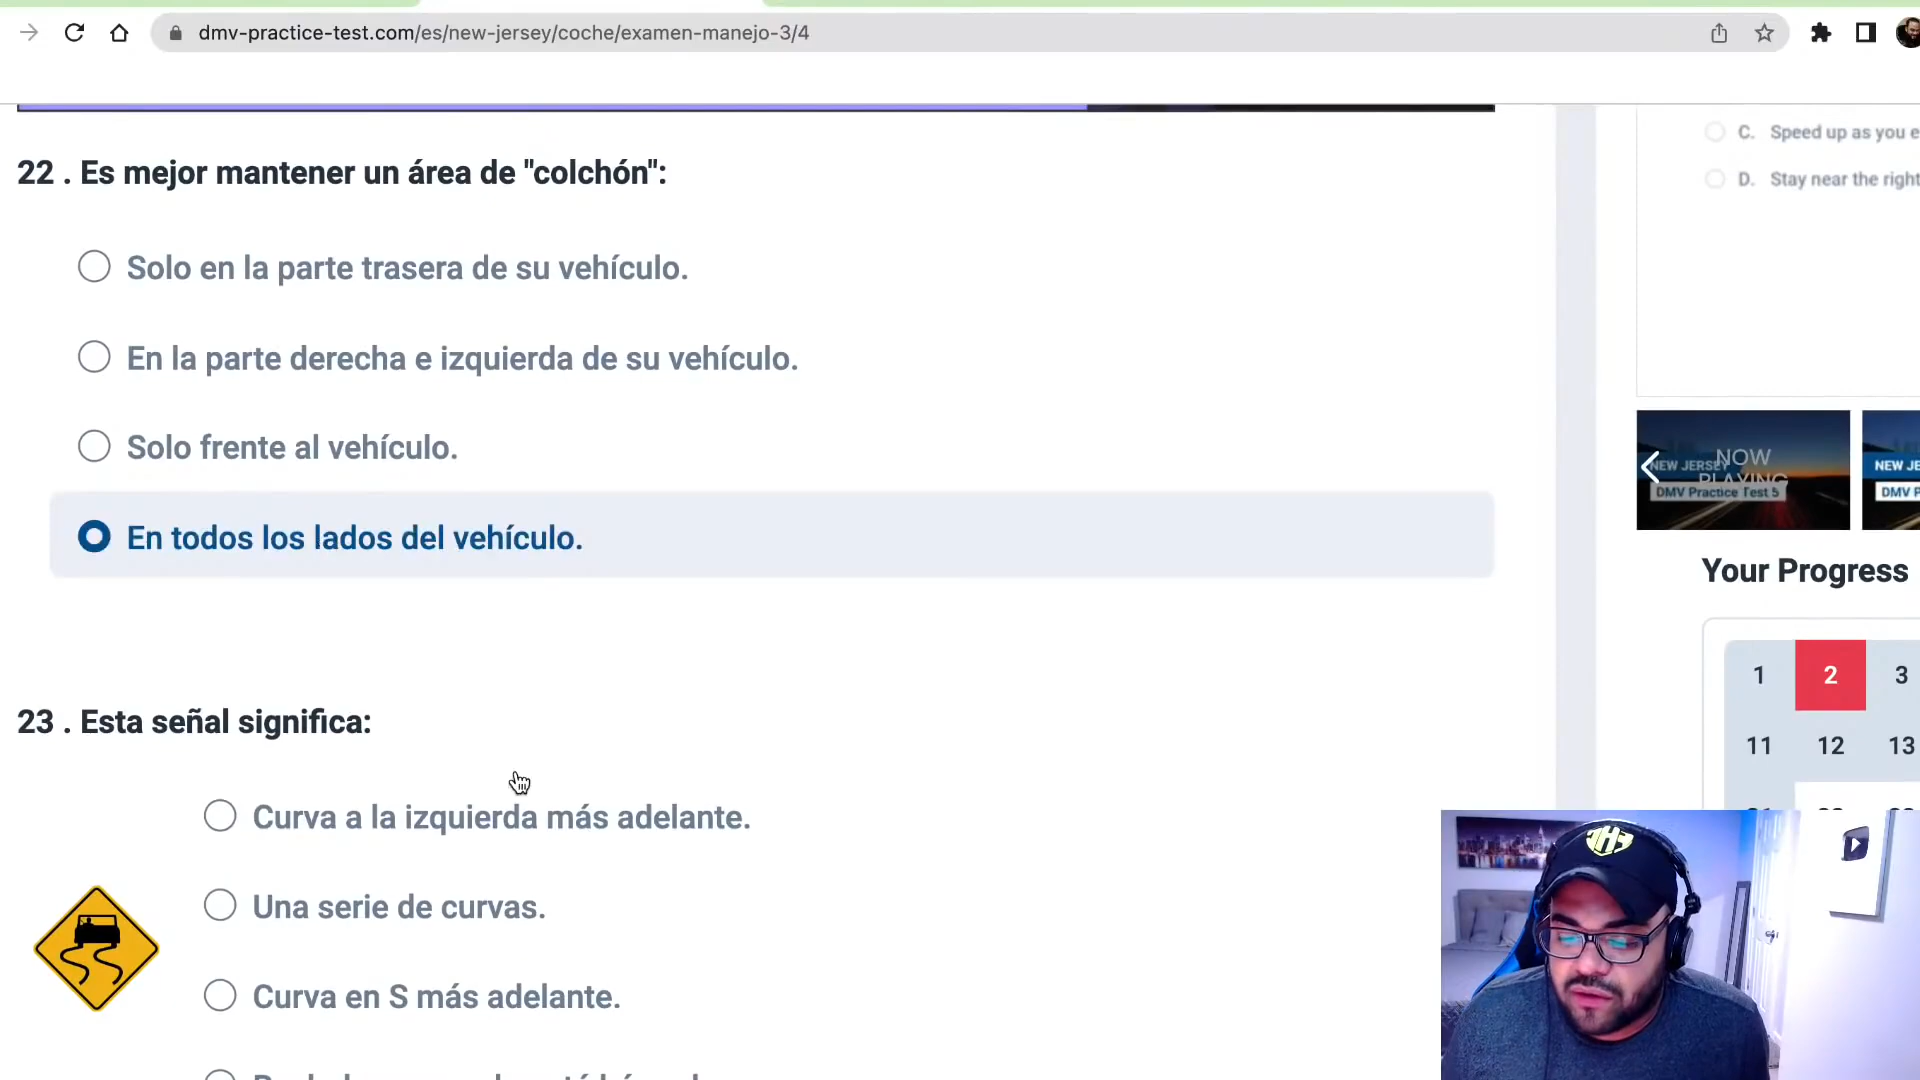 dmv-practice-test.com/es/new-jersey/coche/examen-manejo-3/4
22 . Es mejor mantener un área de "colchón":
Solo en la parte trasera de su vehículo.
En la parte derecha e izquierda de su vehículo.
Solo frente al vehículo.
En todos los lados del vehículo.
23 . Esta señal significa:
Curva a la izquierda más adelante.
Una serie de curvas.
Curva en S más adelante.
C. Speed up as you e
D. Stay near the right
NEW JERSEY
NOW PLAYING
DMV Practice Test 5
NEW JE
DMV P
Your Progress
1 2 3
11 12 13